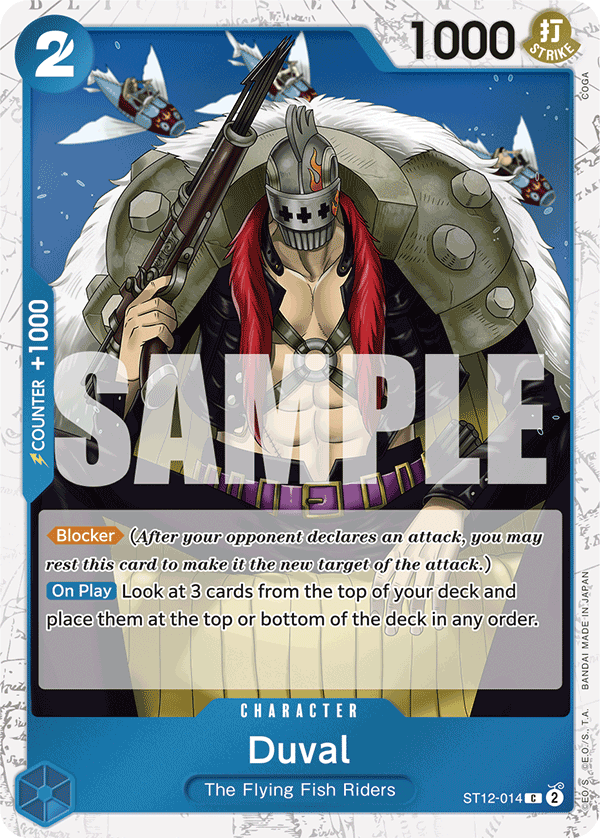 2
1000
打
STRIKE
COGA
COUNTER +1000
SAMPLE
Blocker (After your opponent declares an attack, you may
rest this card to make it the new target of the attack.)
On Play Look at 3 cards from the top of your deck and
place them at the top or bottom of the deck in any order.
CHARACTER
Duval
The Flying Fish Riders
ST12-014 C 2
©E.O./S. ©E.O./S., T.A. BANDAI MADE IN JAPAN